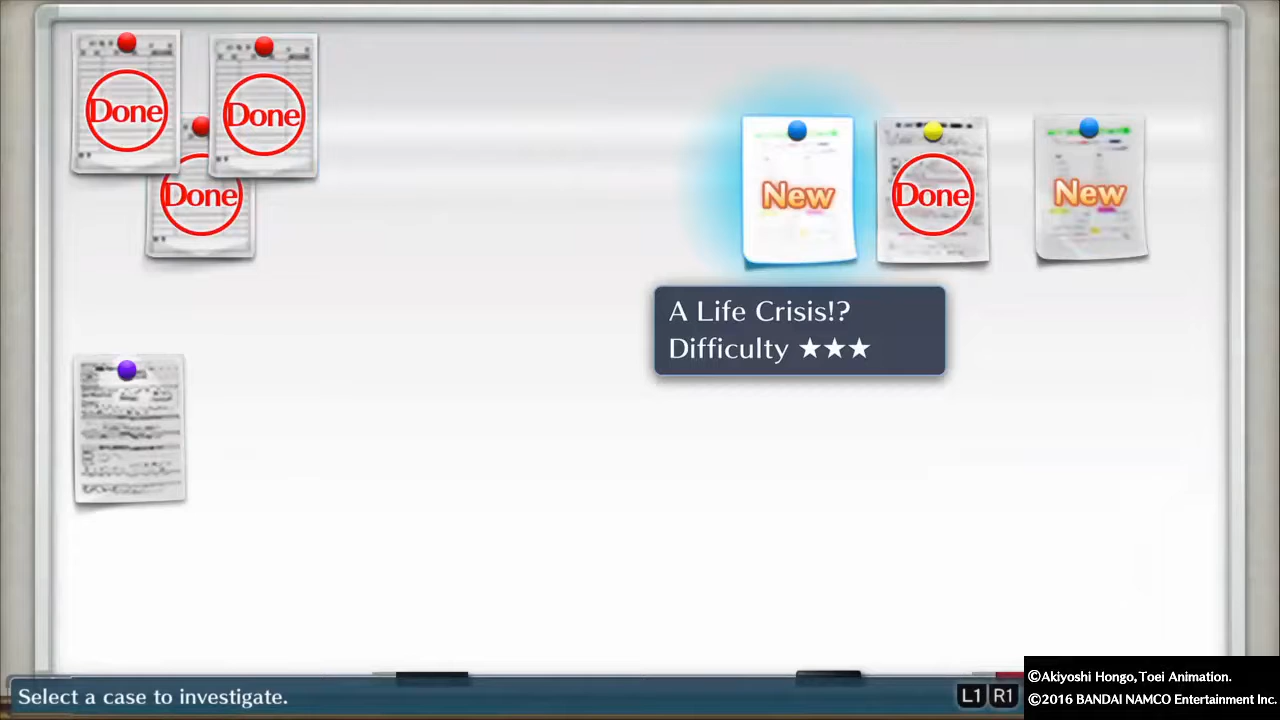 Done
Done
Done
New
Done
New
A Life Crisis!?
Difficulty ★★★
Select a case to investigate.
L1 R1
©Akiyoshi Hongo, Toei Animation.
©2016 BANDAI NAMCO Entertainment Inc.